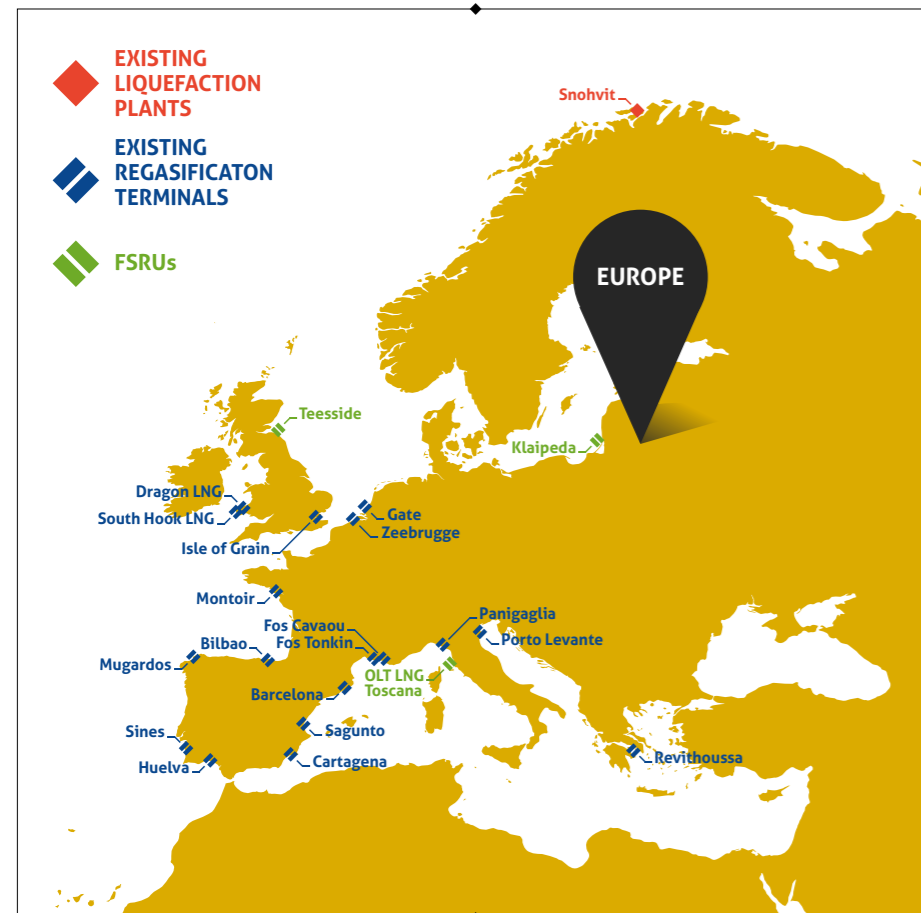 EXISTING
LIQUEFACTION
PLANTS
EXISTING
REGASIFICATON
TERMINALS
FSRUs
Snohvit
EUROPE
Teesside
Klaipeda
Dragon LNG
South Hook LNG
Isle of Grain
Gate
Zeebrugge
Montoir
Fos Cavaou
Fos Tonkin
Bilbao
Mugardos
Panigaglia
Porto Levante
OLT LNG
Toscana
Barcelona
Sines
Sagunto
Huelva
Cartagena
Revithoussa